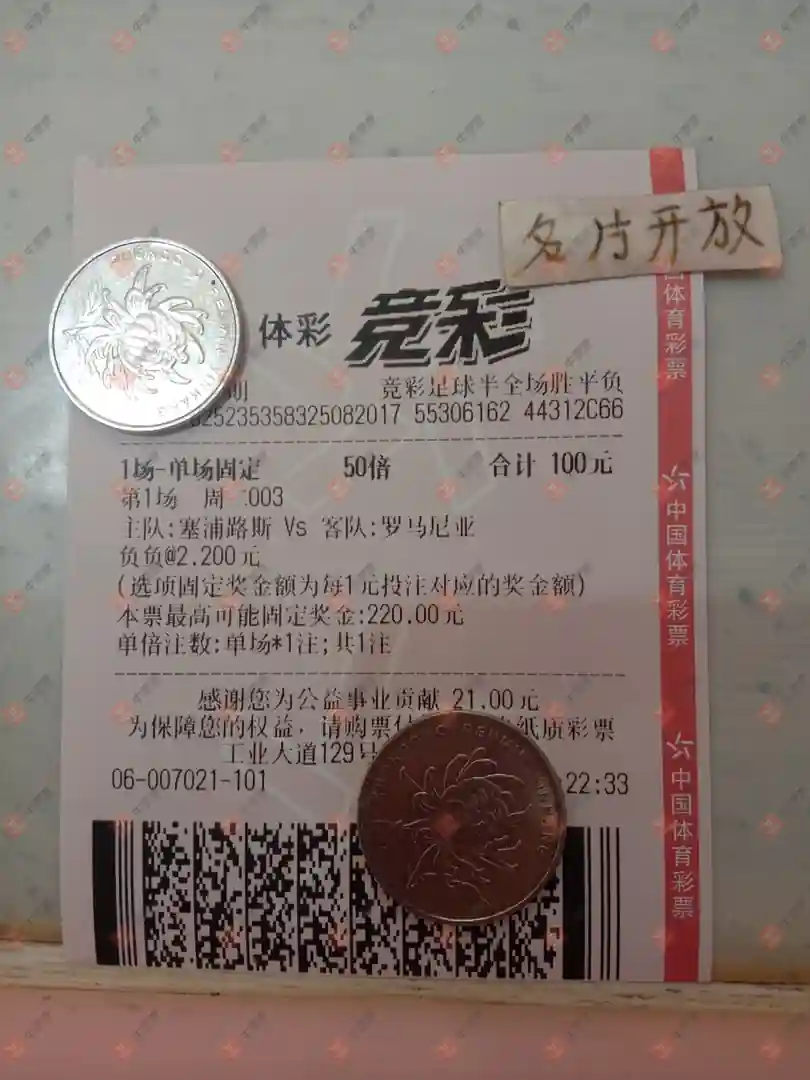 名片开放
体彩 竞彩
竞彩足球半全场胜平负
525235358325082017 55306162 44312C66
1场-单场固定 50倍 合计 100元
第1场 周 003
主队:塞浦路斯 Vs 客队:罗马尼亚
负负@2.200元
(选项固定奖金额为每1元投注对应的奖金额)
本票最高可能固定奖金:220.00元
单倍注数:单场*1注;共1注
感谢您为公益事业贡献 21.00元
为保障您的权益,请购票 纸质彩票
工业大道129号
06-007021-101 22:33
体育彩票
中国体育彩票
中国体育彩票